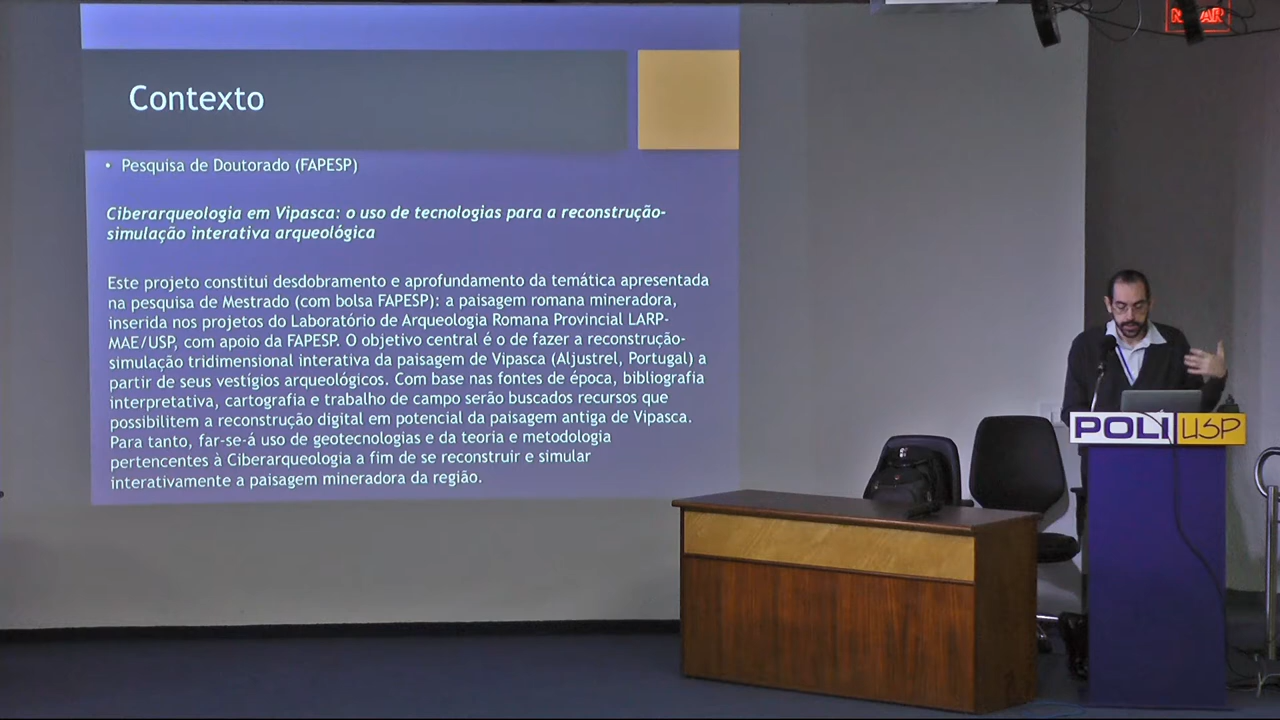 Contexto
• Pesquisa de Doutorado (FAPESP)
Ciberarqueologia em Vipasca: o uso de tecnologias para a reconstrução-
simulação interativa arqueológica
Este projeto constitui desdobramento e aprofundamento da temática apresentada
na pesquisa de Mestrado (com bolsa FAPESP): a paisagem romana mineradora,
inserida nos projetos do Laboratório de Arqueologia Romana Provincial LARP-
MAE/USP, com apoio da FAPESP. O objetivo central é o de fazer a reconstrução-
simulação tridimensional interativa da paisagem de Vipasca (Aljustrel, Portugal) a
partir de seus vestígios arqueológicos. Com base nas fontes de época, bibliografia
interpretativa, cartografia e trabalho de campo serão buscados recursos que
possibilitem a reconstrução digital em potencial da paisagem antiga de Vipasca.
Para tanto, far-se-á uso de geotecnologias e da teoria e metodologia
pertencentes à Ciberarqueologia a fim de se reconstruir e simular
interativamente a paisagem mineradora da região.
POLI USP